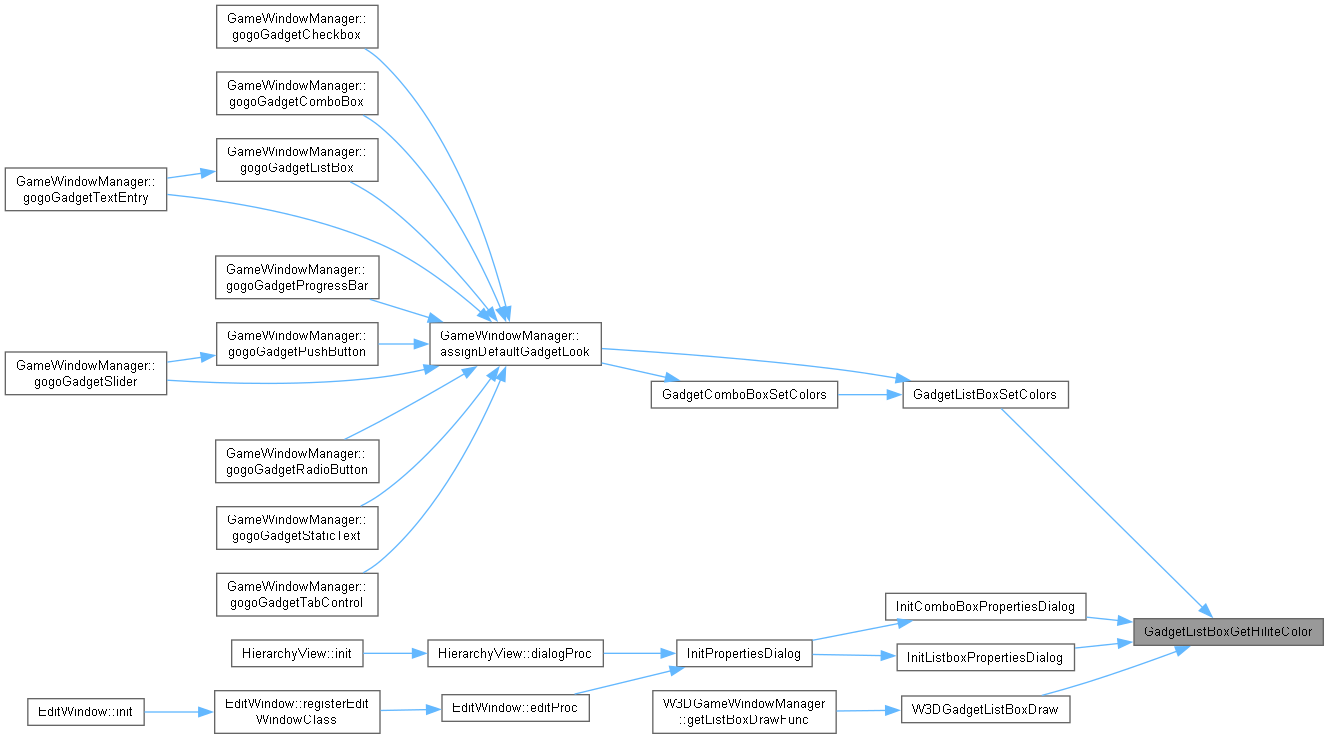 GameWindowManager::
gogoGadgetCheckbox
GameWindowManager::
gogoGadgetComboBox
GameWindowManager::
gogoGadgetListBox
GameWindowManager::
gogoGadgetTextEntry
GameWindowManager::
gogoGadgetProgressBar
GameWindowManager::
gogoGadgetPushButton
GameWindowManager::
assignDefaultGadgetLook
GameWindowManager::
gogoGadgetSlider
GadgetComboBoxSetColors
GadgetListBoxSetColors
GameWindowManager::
gogoGadgetRadioButton
GameWindowManager::
gogoGadgetStaticText
GameWindowManager::
gogoGadgetTabControl
InitComboBoxPropertiesDialog
GadgetListBoxGetHiliteColor
HierarchyView::init
HierarchyView::dialogProc
InitPropertiesDialog
InitListboxPropertiesDialog
EditWindow::init
EditWindow::registerEdit
WindowClass
EditWindow::editProc
W3DGameWindowManager
::getListBoxDrawFunc
W3DGadgetListBoxDraw